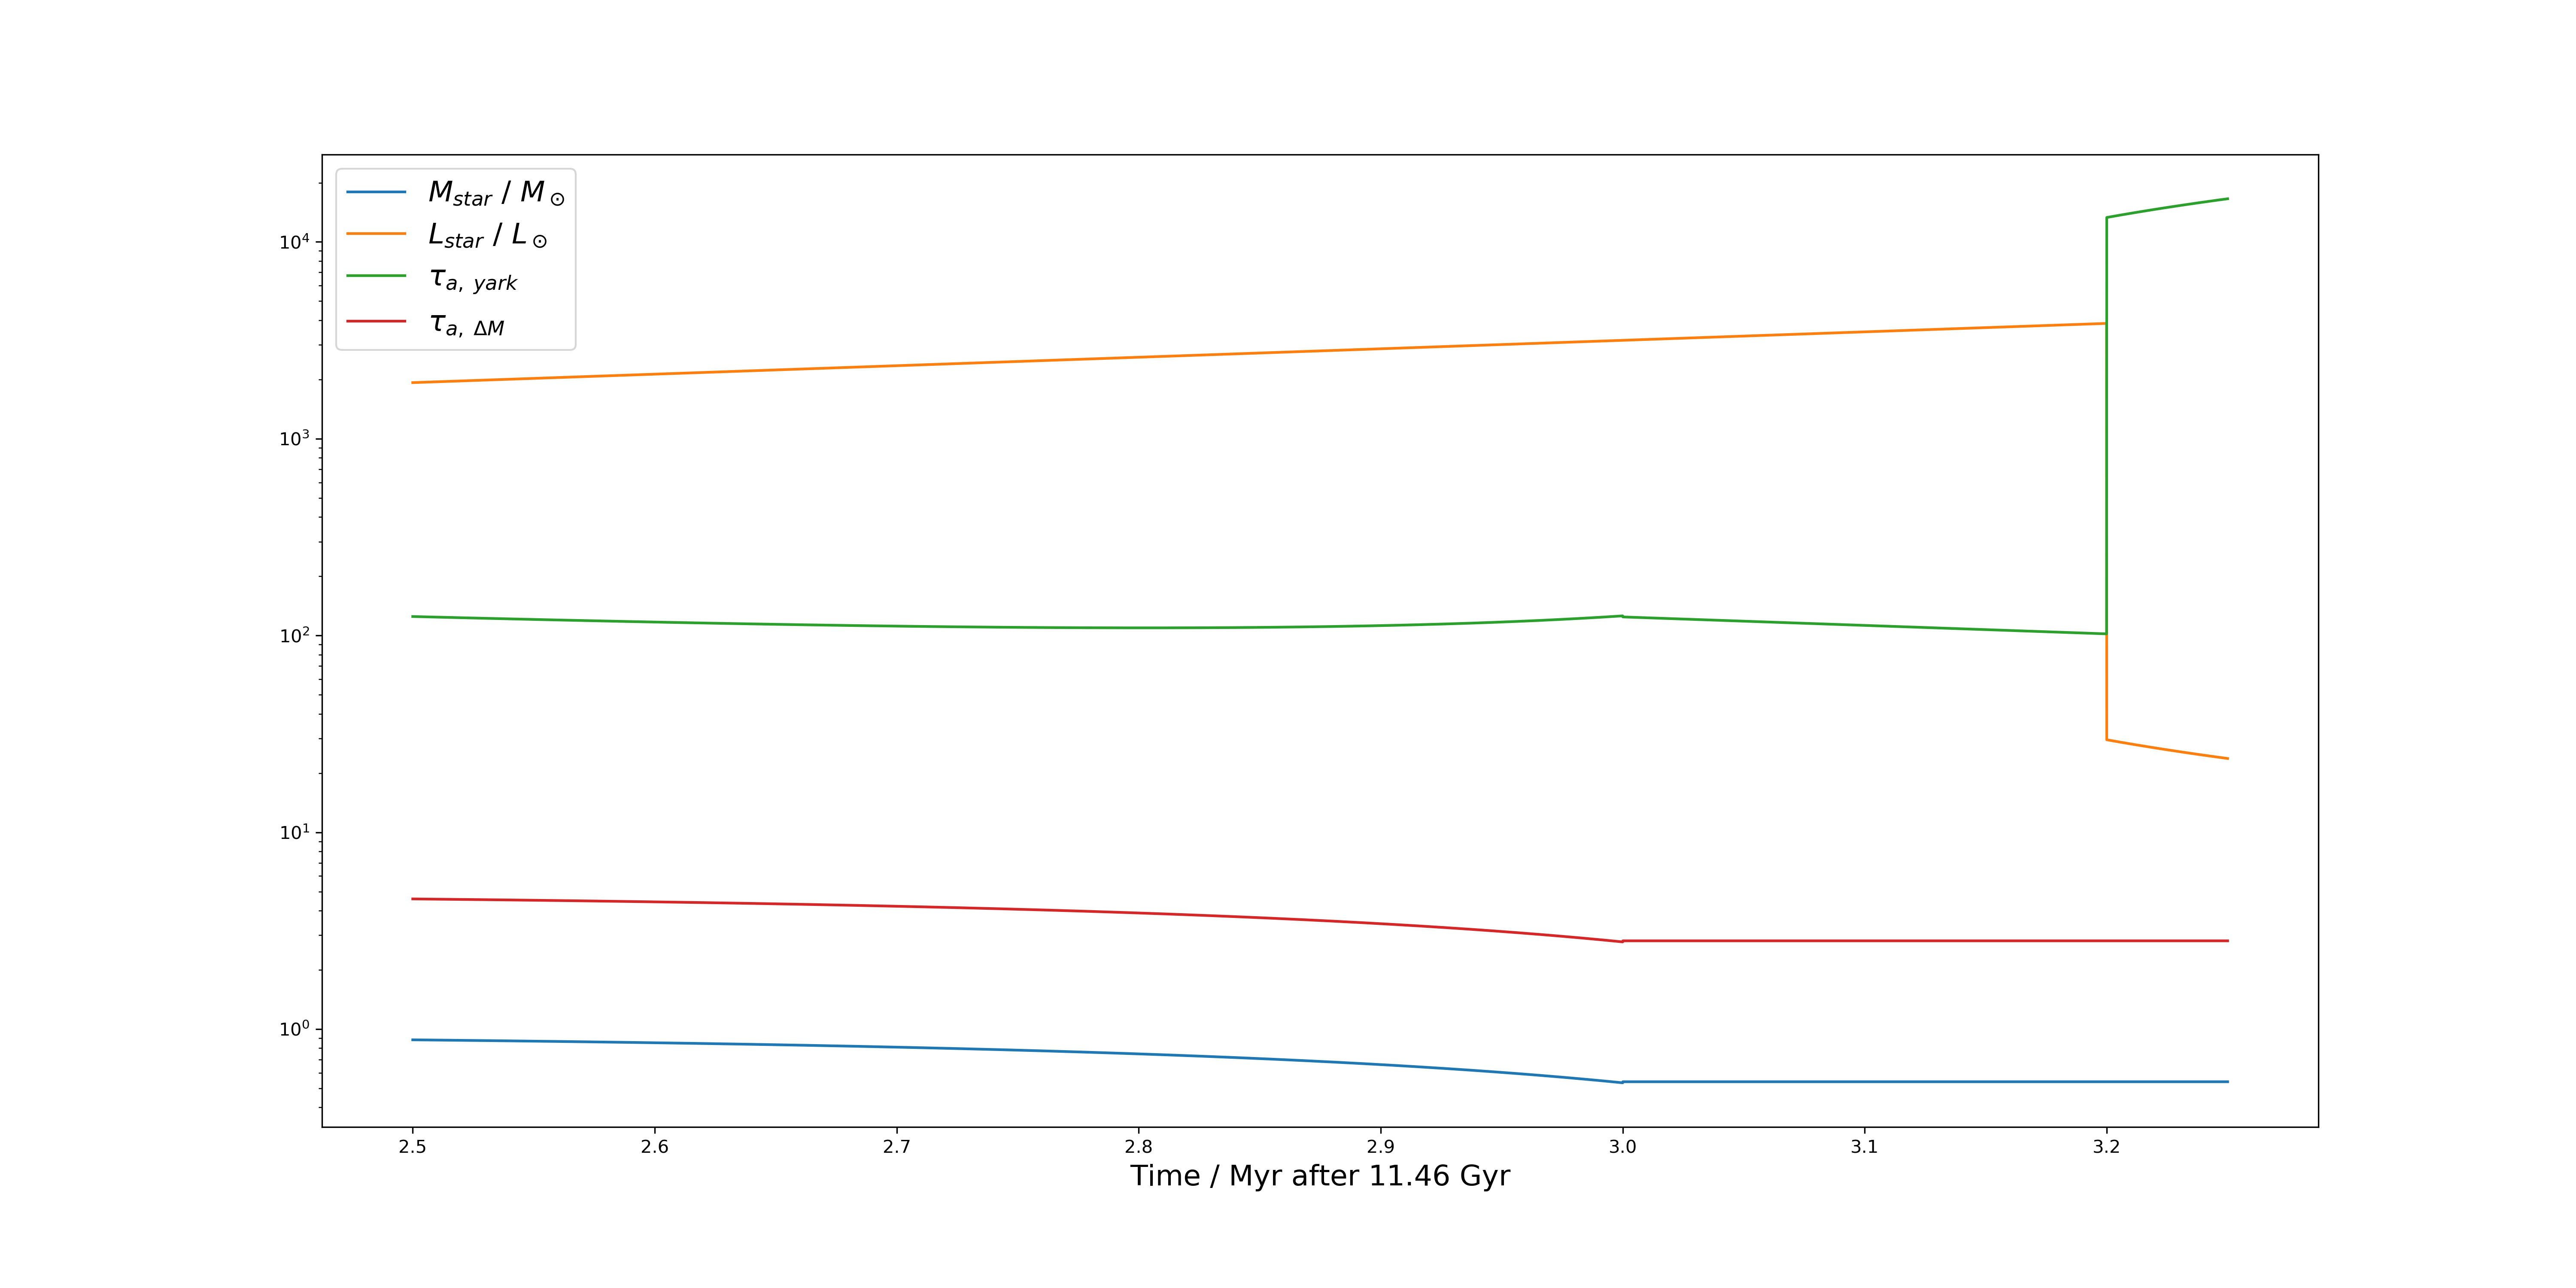 M_star / M_⊙
L_star / L_⊙
τ_a, yark
τ_a, ΔM
10^4
10^3
10^2
10^1
10^0
2.5 2.6 2.7 2.8 2.9 3.0 3.1 3.2
Time / Myr after 11.46 Gyr